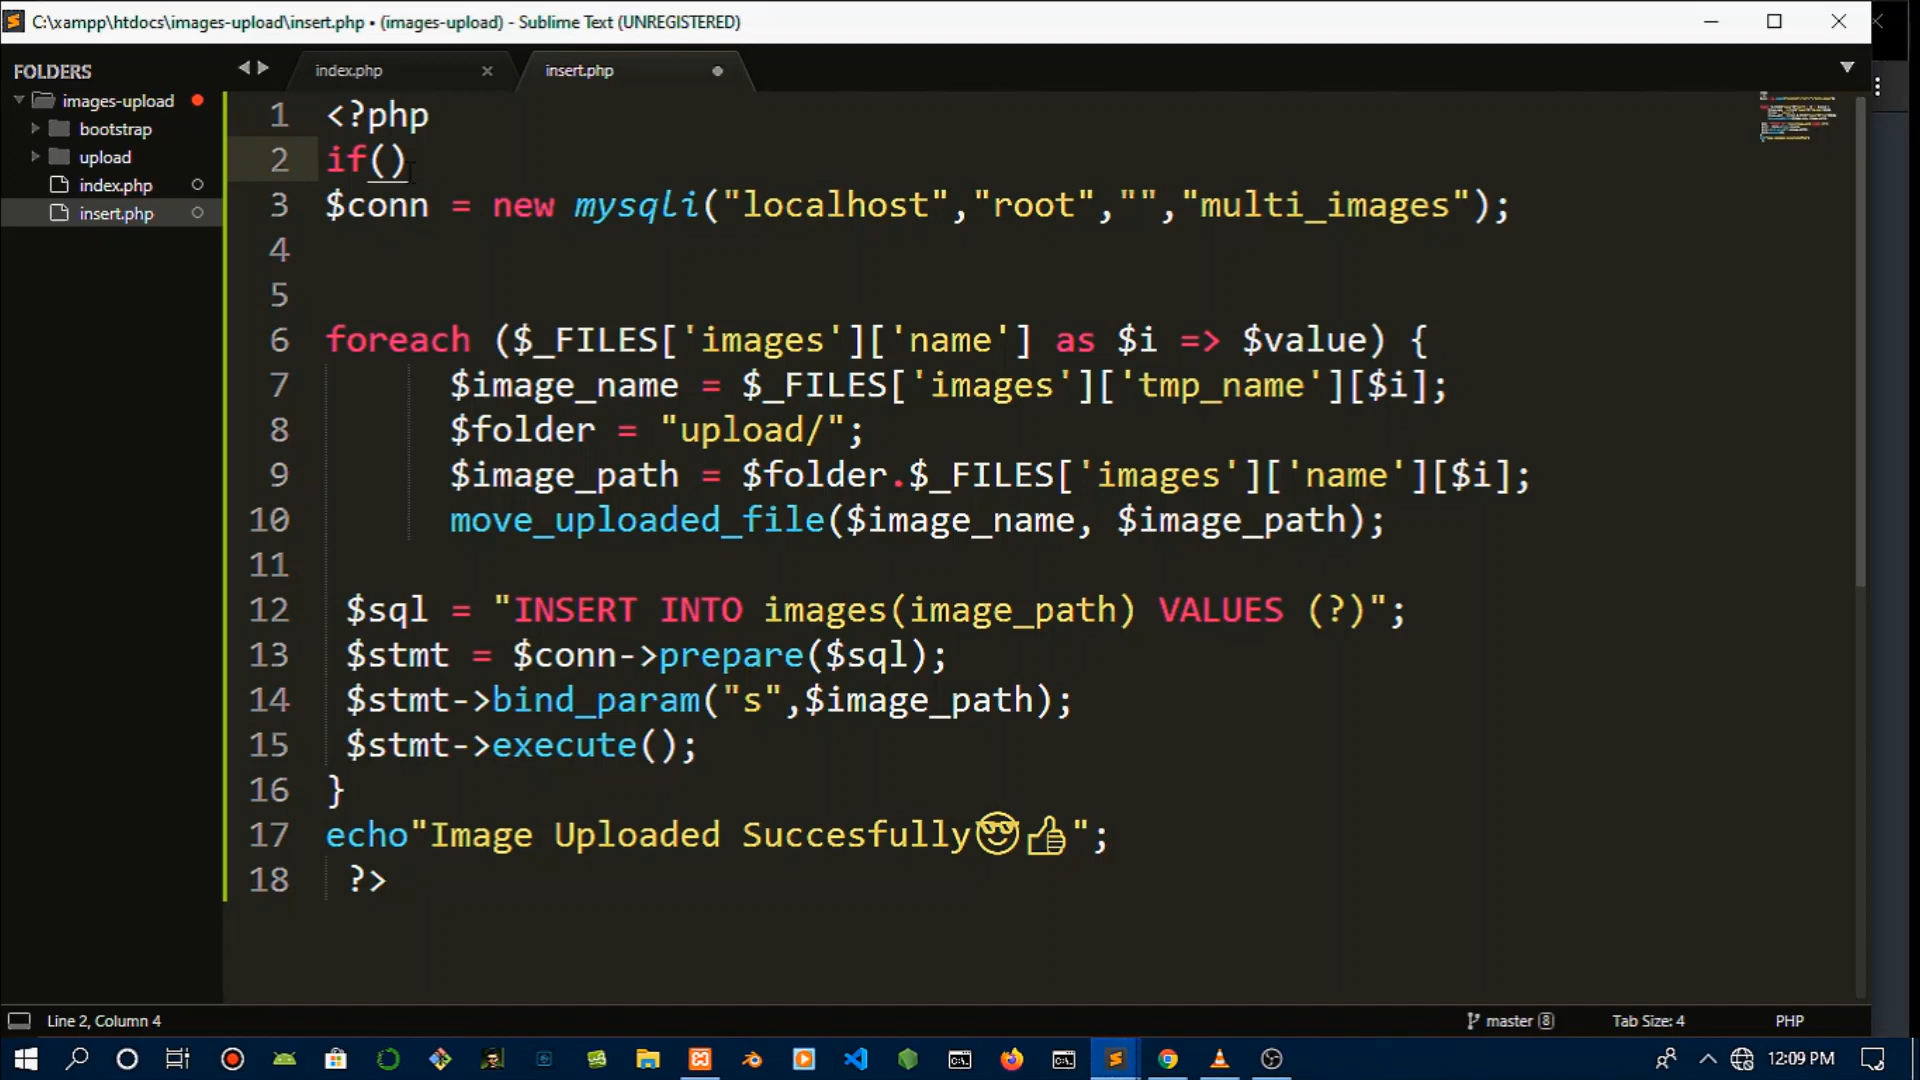 C:\xampp\htdocs\images-upload\insert.php • (images-upload) - Sublime Text (UNREGISTERED)
FOLDERS
images-upload
bootstrap
upload
index.php
insert.php
index.php
insert.php
1 <?php
2 if()
3 $conn = new mysqli("localhost","root","","multi_images");
4
5
6 foreach ($_FILES['images']['name'] as $i => $value) {
7 $image_name = $_FILES['images']['tmp_name'][$i];
8 $folder = "upload/";
9 $image_path = $folder.$_FILES['images']['name'][$i];
10 move_uploaded_file($image_name, $image_path);
11
12 $sql = "INSERT INTO images(image_path) VALUES (?)";
13 $stmt = $conn->prepare($sql);
14 $stmt->bind_param("s",$image_path);
15 $stmt->execute();
16 }
17 echo"Image Uploaded Succesfully😎👍";
18 ?>
Line 2, Column 4
master 8
Tab Size: 4
PHP
12:09 PM